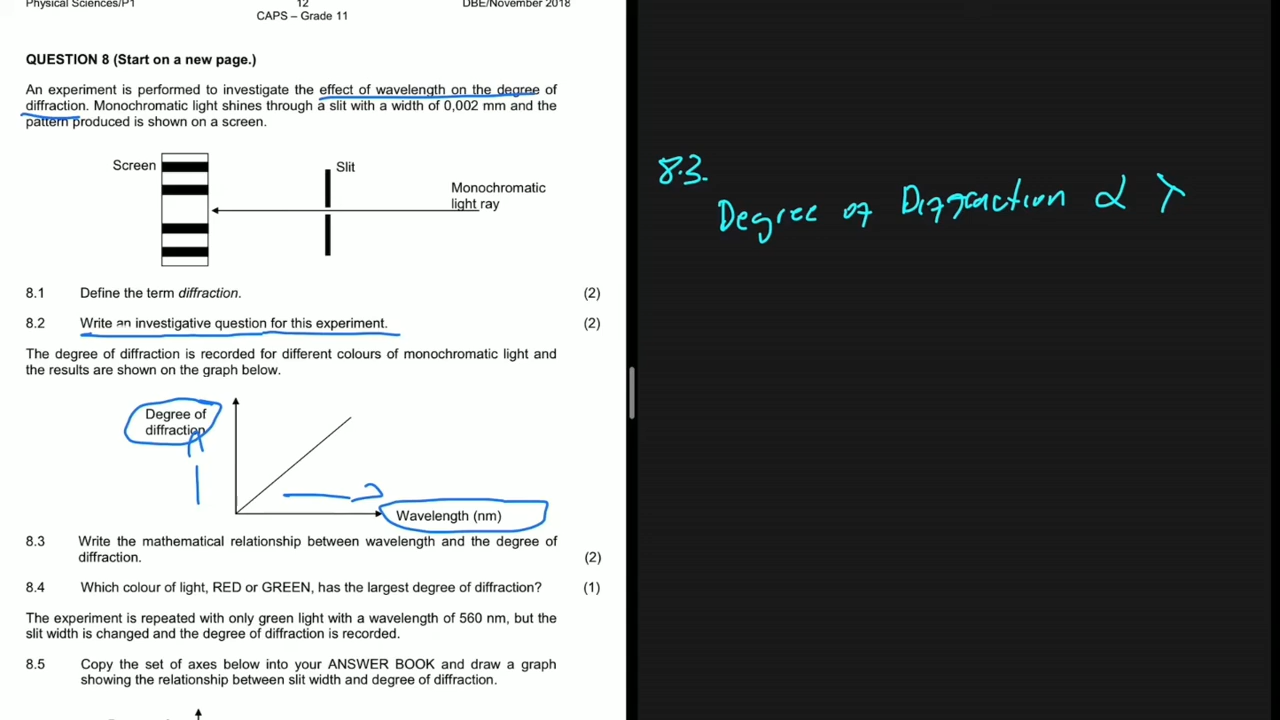 Physical Sciences/P1 12 DBE/November 2018
CAPS – Grade 11
QUESTION 8 (Start on a new page.)
An experiment is performed to investigate the effect of wavelength on the degree of
diffraction. Monochromatic light shines through a slit with a width of 0,002 mm and the
pattern produced is shown on a screen.
Screen
Slit
Monochromatic
light ray
8.1 Define the term diffraction. (2)
8.2 Write an investigative question for this experiment. (2)
The degree of diffraction is recorded for different colours of monochromatic light and
the results are shown on the graph below.
Degree of
diffraction
Wavelength (nm)
8.3 Write the mathematical relationship between wavelength and the degree of
diffraction. (2)
8.4 Which colour of light, RED or GREEN, has the largest degree of diffraction? (1)
The experiment is repeated with only green light with a wavelength of 560 nm, but the
slit width is changed and the degree of diffraction is recorded.
8.5 Copy the set of axes below into your ANSWER BOOK and draw a graph
showing the relationship between slit width and degree of diffraction.
8.3.
Degree of Diffraction α λ